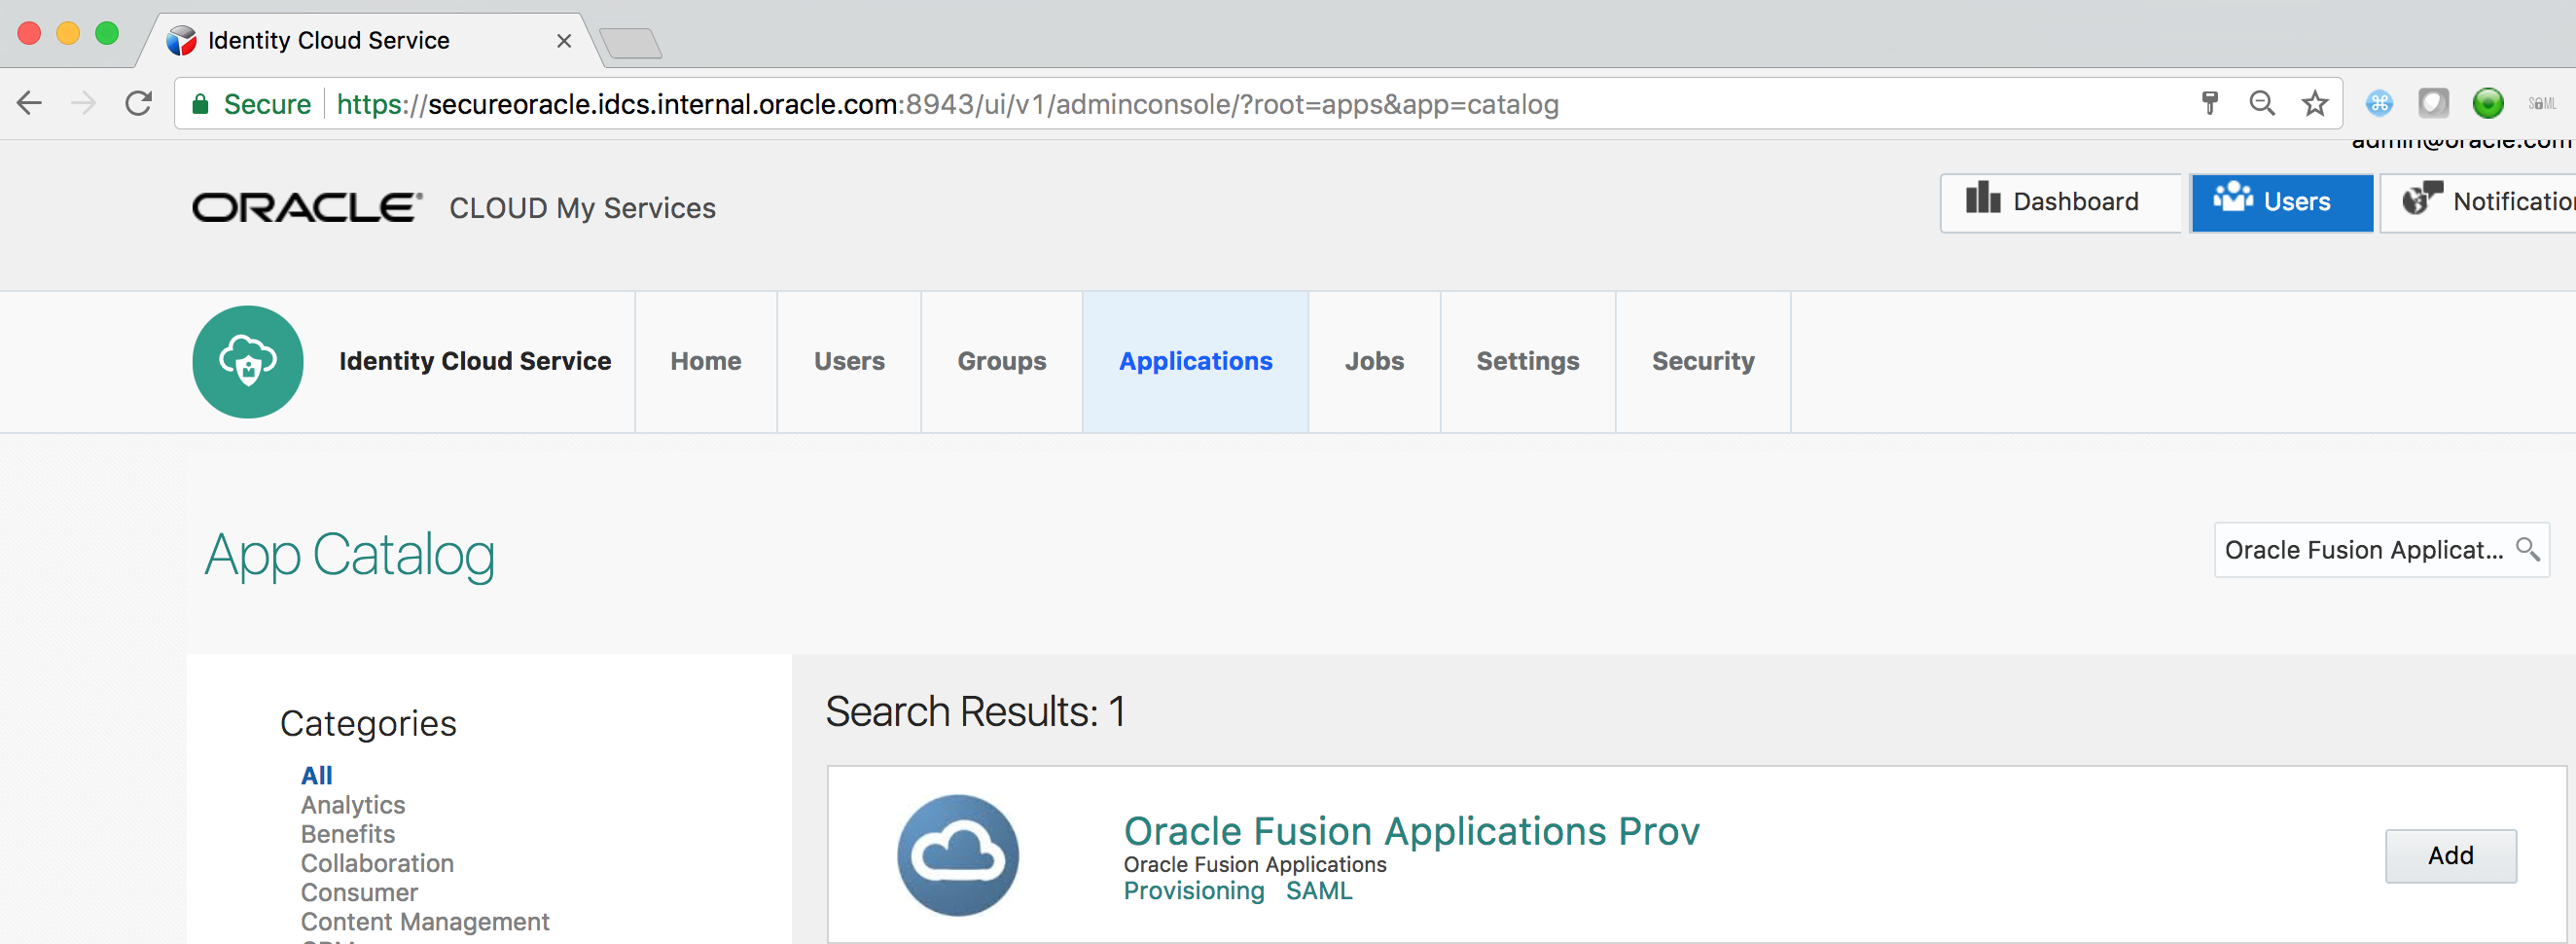 Identity Cloud Service
Secure https://secureoracle.idcs.internal.oracle.com:8943/ui/v1/adminconsole/?root=apps&app=catalog SAML
admin@oracle.com
ORACLE® CLOUD My Services Dashboard Users Notification
Identity Cloud Service Home Users Groups Applications Jobs Settings Security
App Catalog Oracle Fusion Applicat...
Categories
All
Analytics
Benefits
Collaboration
Consumer
Content Management
Search Results: 1
Oracle Fusion Applications Prov
Oracle Fusion Applications
Provisioning SAML
Add